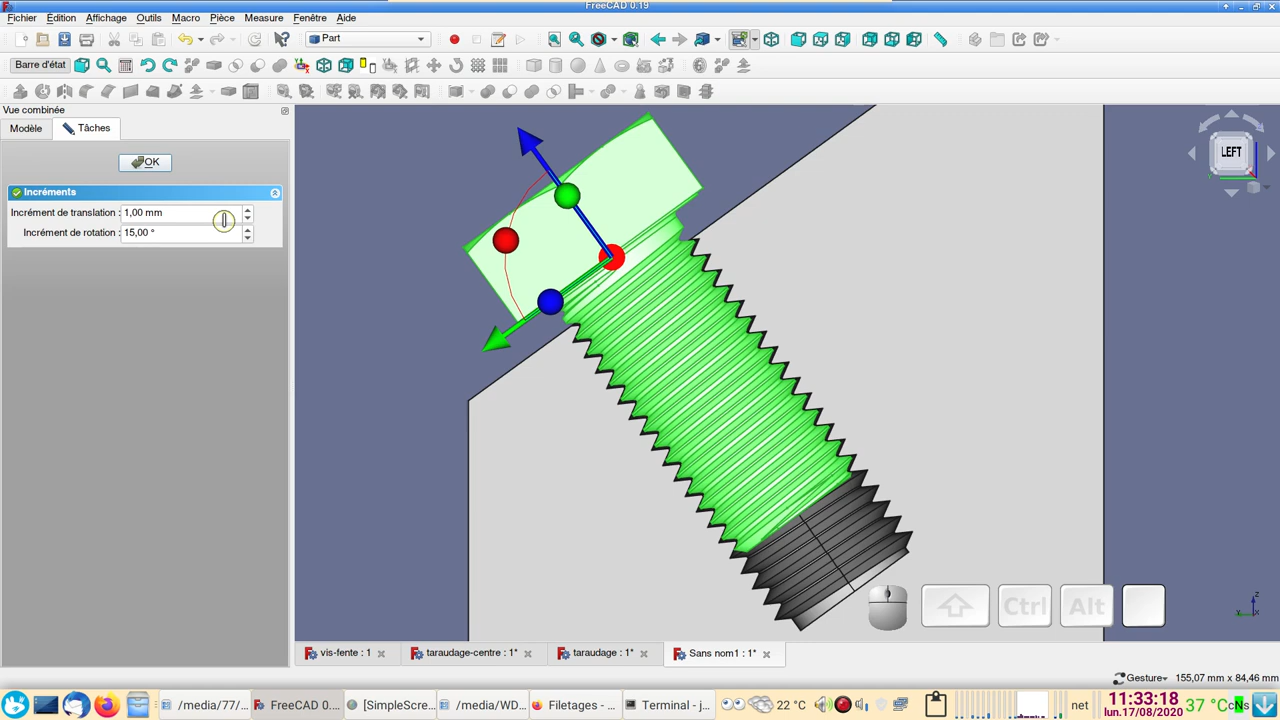 FreeCAD 0.19
Fichier Édition Affichage Outils Macro Pièce Measure Fenêtre Aide
Part
Barre d'état
Vue combinée
Modèle Tâches
OK
Incréments
Incrément de translation : 1,00 mm
Incrément de rotation : 15,00 °
LEFT
Ctrl Alt
vis-fente : 1 taraudage-centre : 1* taraudage : 1* Sans nom1 : 1*
Gesture 155,07 mm x 84,46 mm
/media/77/... FreeCAD 0.... [SimpleScre... /media/WD... Filetages - ... Terminal - j... 22 °C net 11:33:18 37 °C
lun.17/08/2020